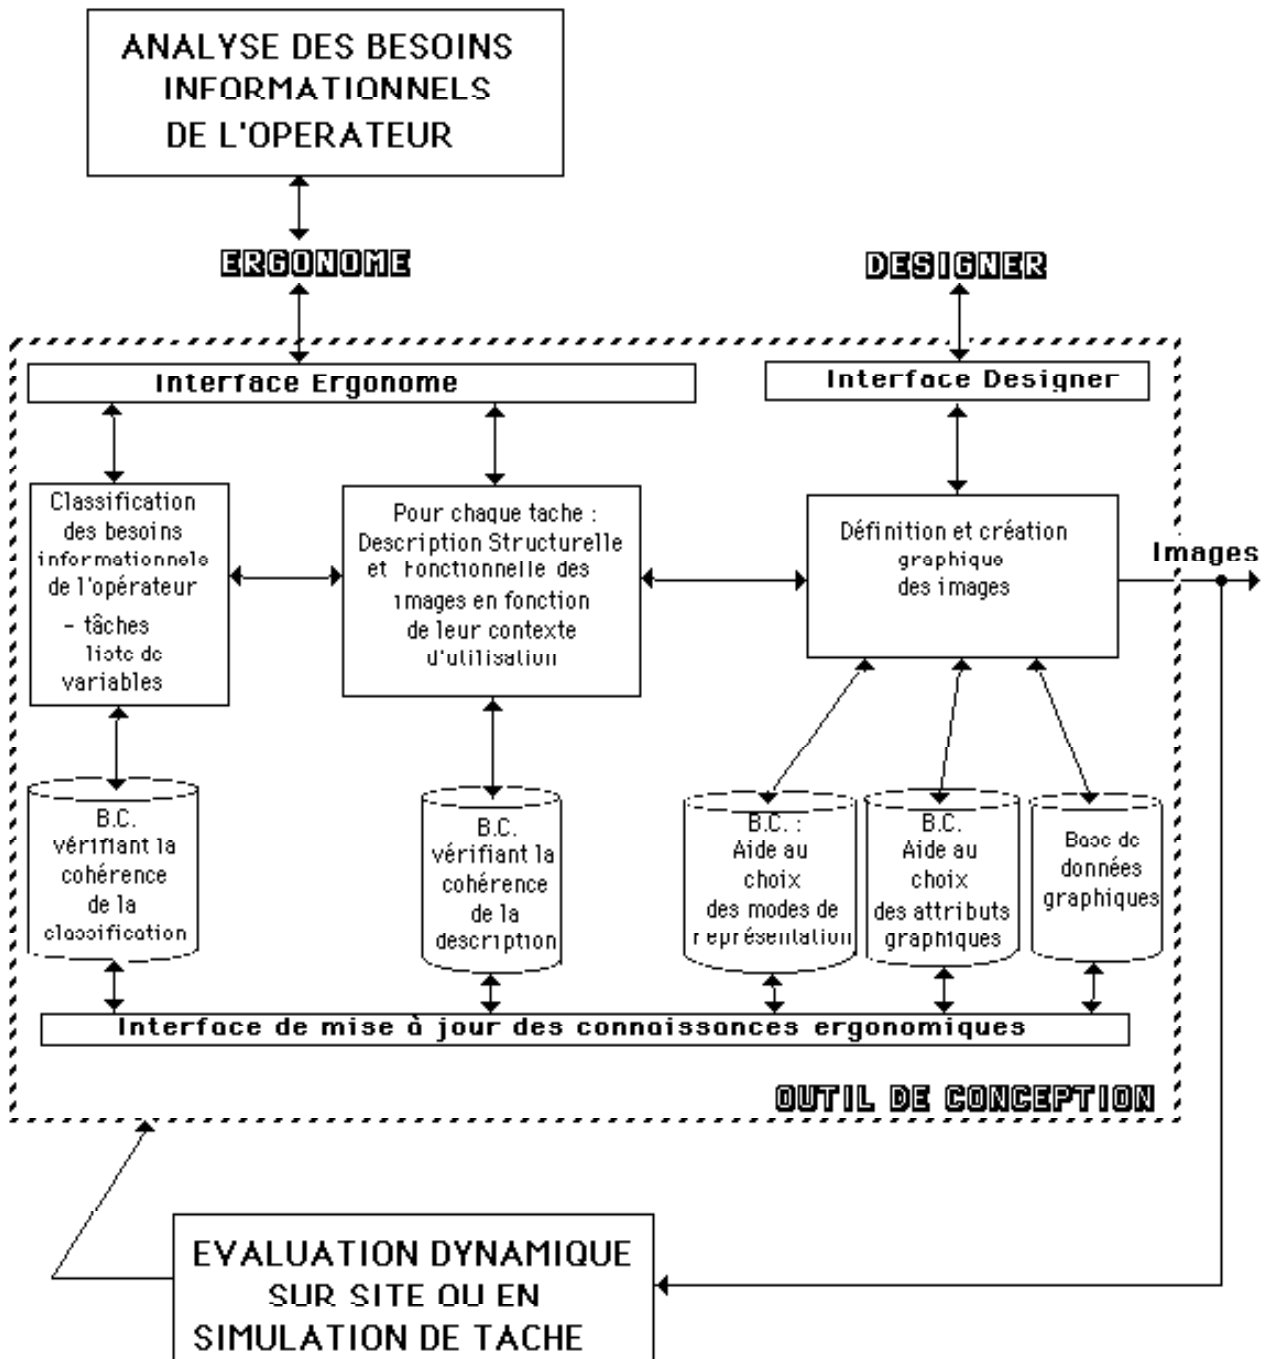 ANALYSE DES BESOINS
INFORMATIONNELS
DE L'OPERATEUR
ERGONOME
DESIGNER
Interface Ergonome
Interface Designer
Classification
des besoins
informationnels
de l'opérateur
- tâches
liste de
variables
Pour chaque tache :
Description Structurelle
et Fonctionnelle des
images en fonction
de leur contexte
d'utilisation
Définition et création
graphique
des images
Images
B.C.
vérifiant la
cohérence
de la
classification
B.C.
vérifiant la
cohérence
de la
description
B.C. :
Aide au
choix
des modes de
représentation
B.C.
Aide au
choix
des attributs
graphiques
Base de
données
graphiques
Interface de mise à jour des connaissances ergonomiques
OUTIL DE CONCEPTION
EVALUATION DYNAMIQUE
SUR SITE OU EN
SIMULATION DE TACHE